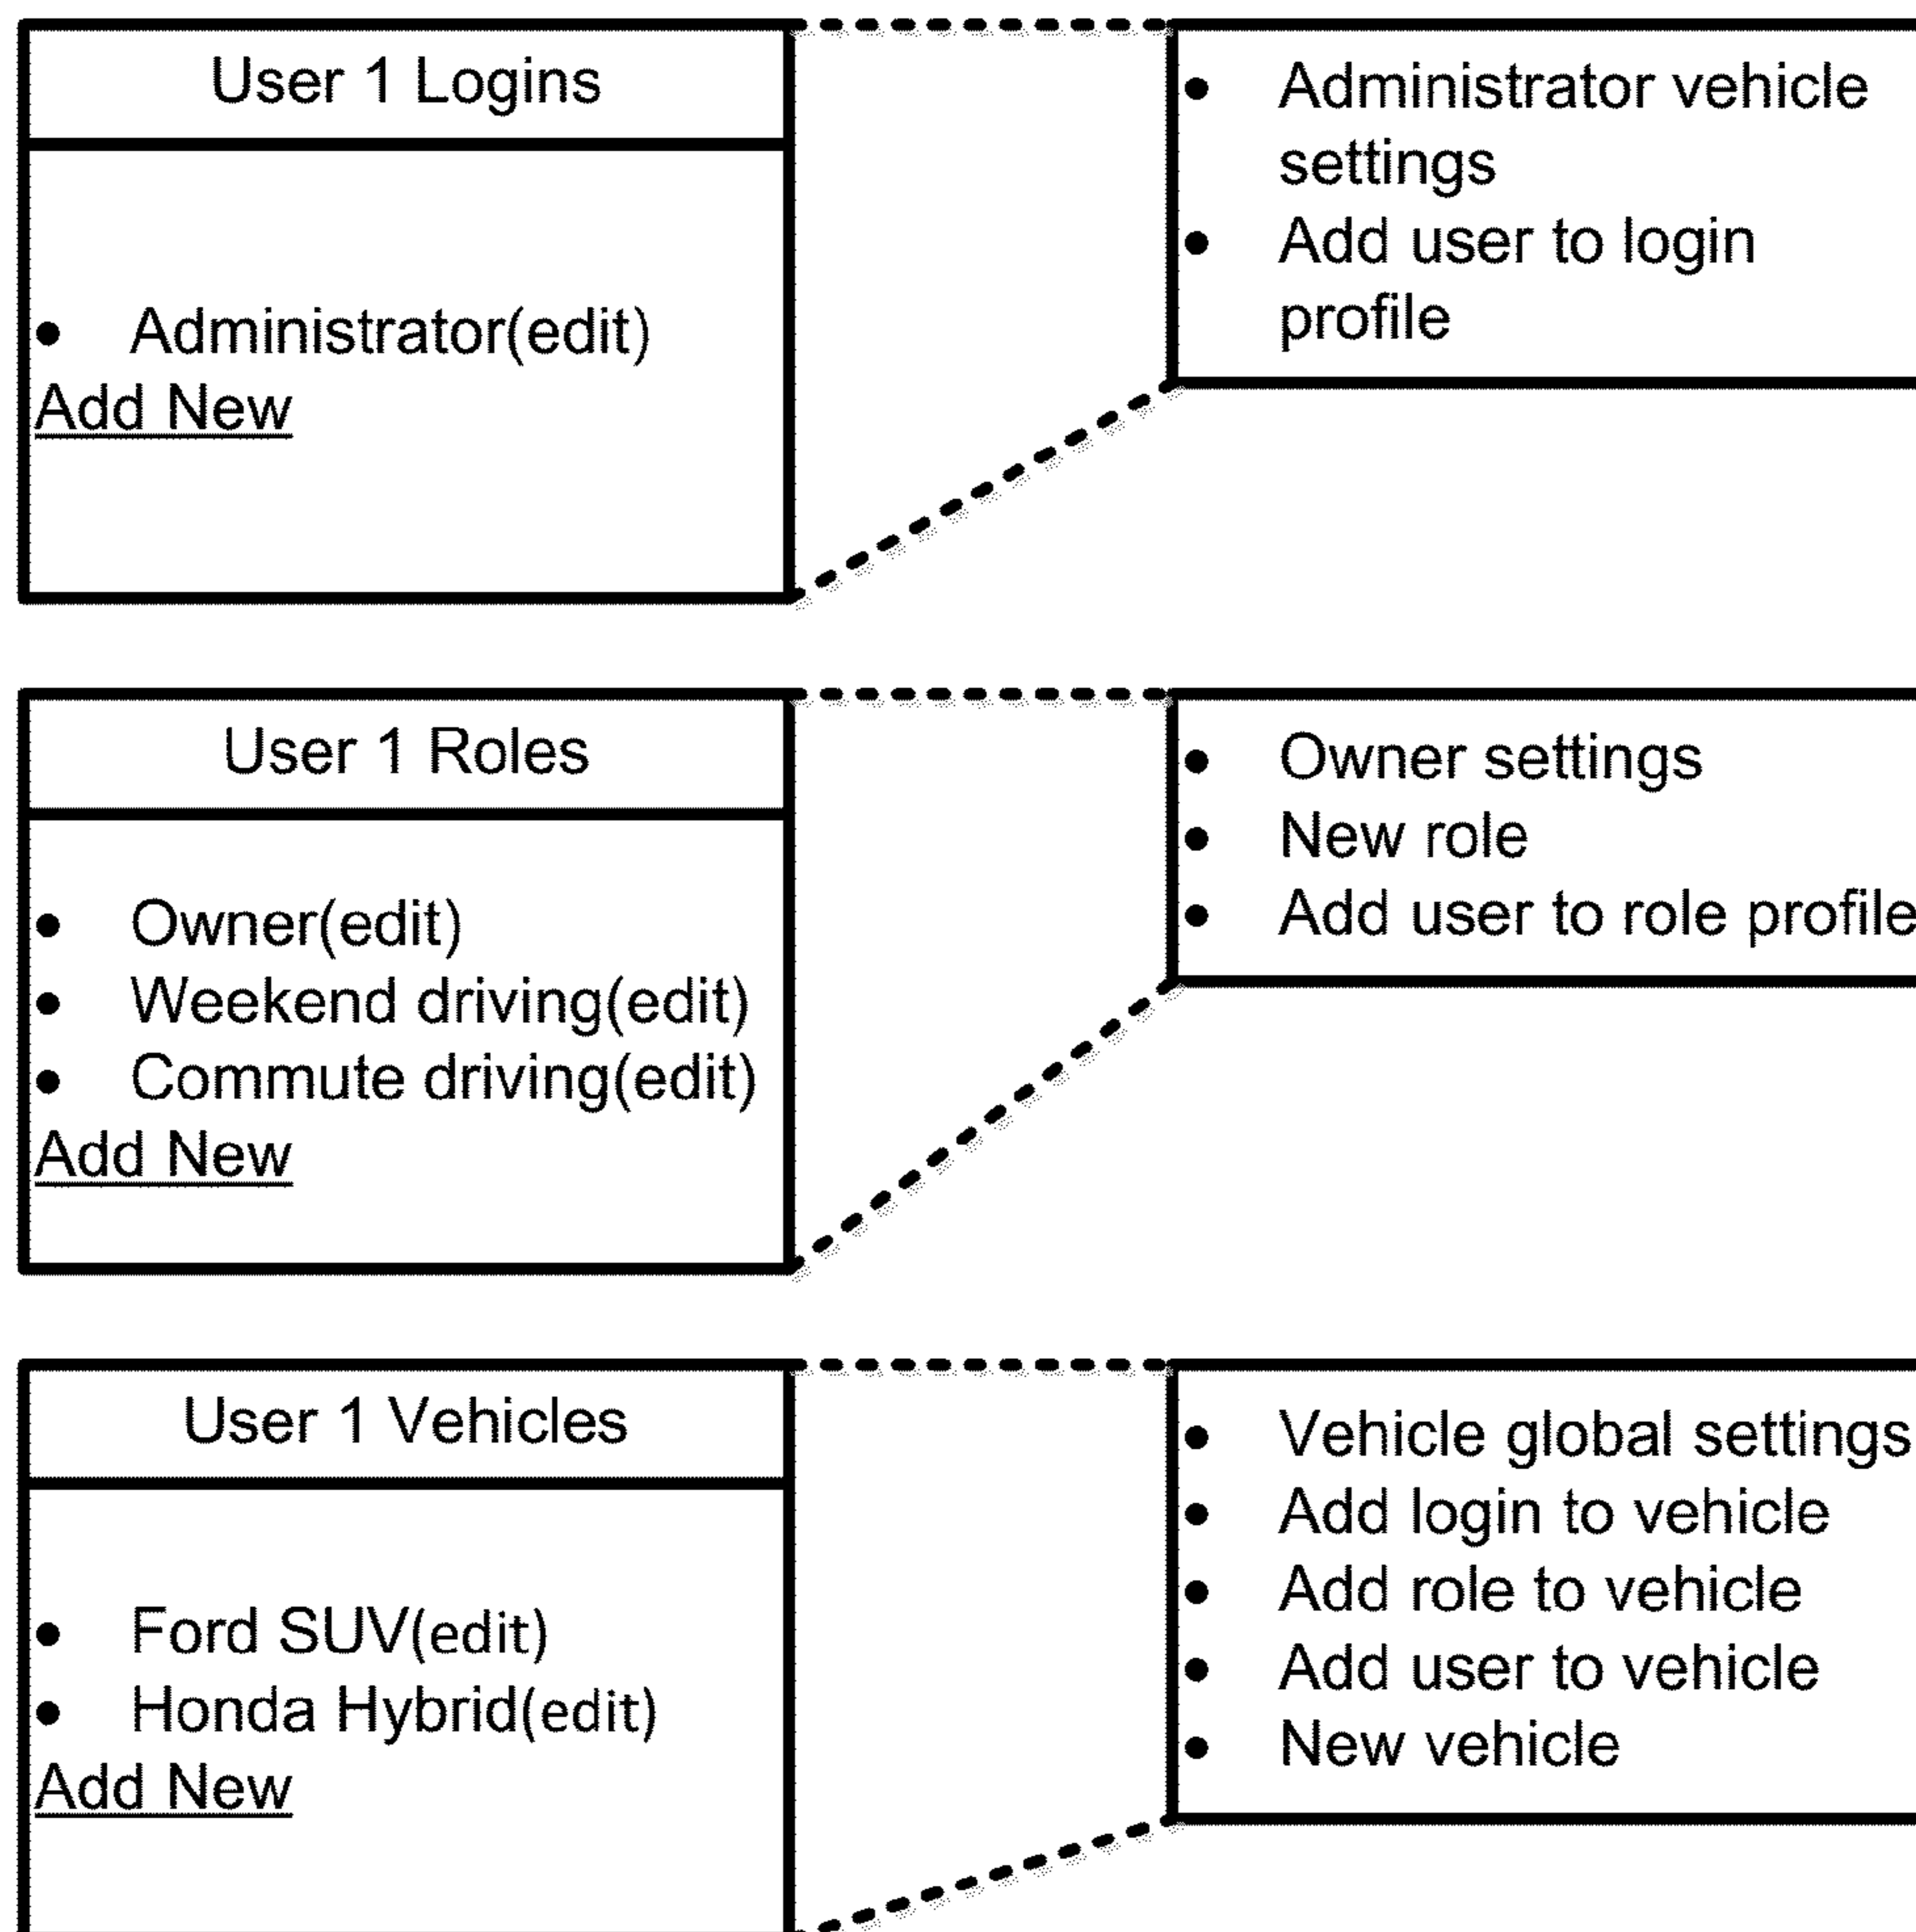 User 1 Logins
• Administrator(edit)
Add New
• Administrator vehicle
settings
• Add user to login
profile
User 1 Roles
• Owner(edit)
• Weekend driving(edit)
• Commute driving(edit)
Add New
• Owner settings
• New role
• Add user to role profile
User 1 Vehicles
• Ford SUV(edit)
• Honda Hybrid(edit)
Add New
• Vehicle global settings
• Add login to vehicle
• Add role to vehicle
• Add user to vehicle
• New vehicle